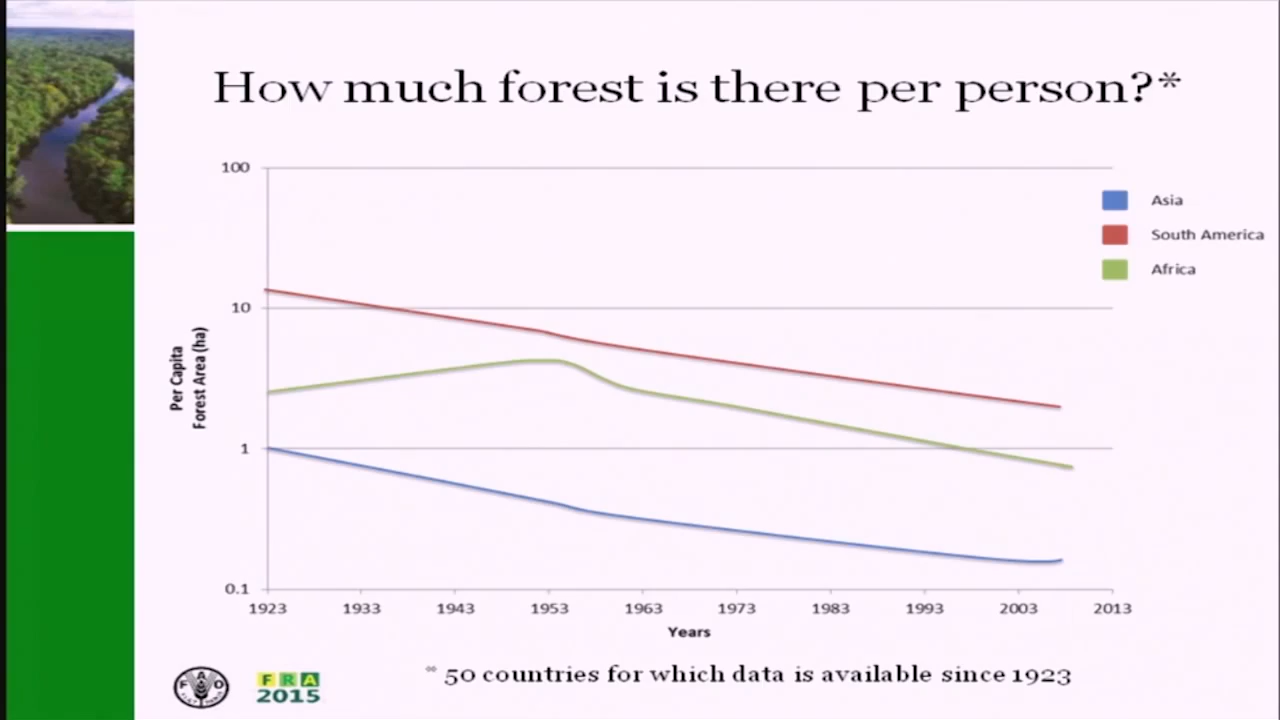 How much forest is there per person?*
100
10
1
0.1
Per Capita
Forest Area (ha)
Asia
South America
Africa
1923 1933 1943 1953 1963 1973 1983 1993 2003 2013
Years
* 50 countries for which data is available since 1923
F A O
FIAT PANIS
F R A
2015